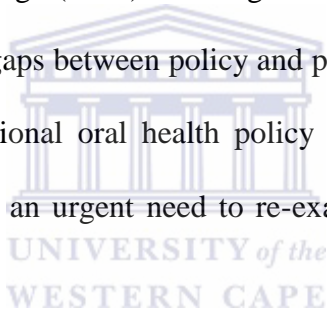 gaps between policy and p
ional oral health policy
an urgent need to re-exa
UNIVERSITY of the
WESTERN CAPE